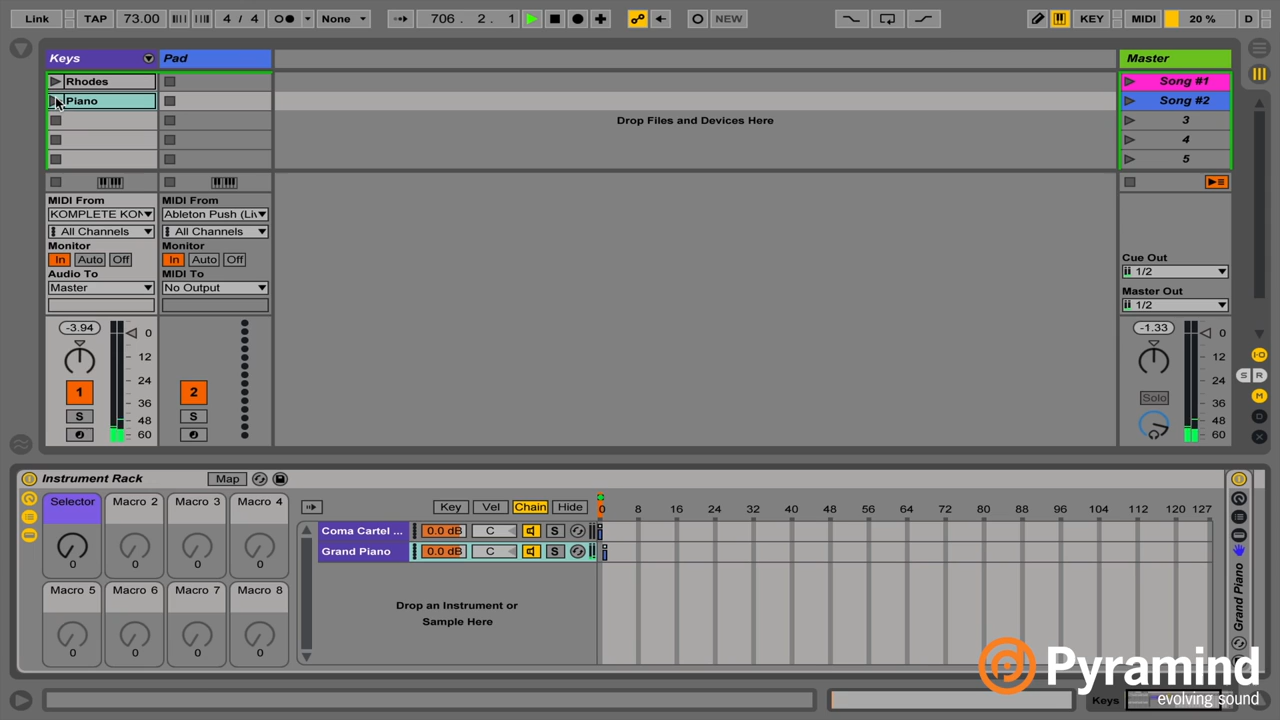 Link TAP 73.00 4 / 4 None 706. 2. 1 NEW KEY MIDI 20 % D
Keys Pad Master
Rhodes Song #1
Piano Song #2
Drop Files and Devices Here 3
4
5
MIDI From MIDI From
KOMPLETE KON Ableton Push (Liv
All Channels All Channels
Monitor Monitor
In Auto Off In Auto Off
Audio To MIDI To
Master No Output
Cue Out
1/2
Master Out
1/2
-3.94 -1.33
0 0
12 12
24 24
1 2
36 Solo 36
S S
48 48
60 60
I-O
S R
M
D
Instrument Rack Map
Selector Macro 2 Macro 3 Macro 4
0 0 0 0
Macro 5 Macro 6 Macro 7 Macro 8
0 0 0 0
Key Vel Chain Hide 0 8 16 24 32 40 48 56 64 72 80 88 96 104 112 120 127
Coma Cartel ... 0.0 dB C S
Grand Piano 0.0 dB C S
Drop an Instrument or
Sample Here
Grand Piano
Pyramind
evolving sound
Keys